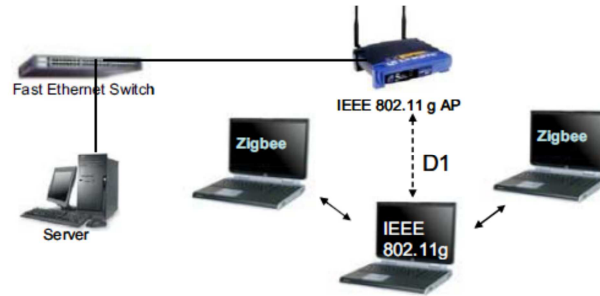 Fast Ethernet Switch
IEEE 802.11 g AP
Zigbee
Zigbee
D1
IEEE
802.11g
Server